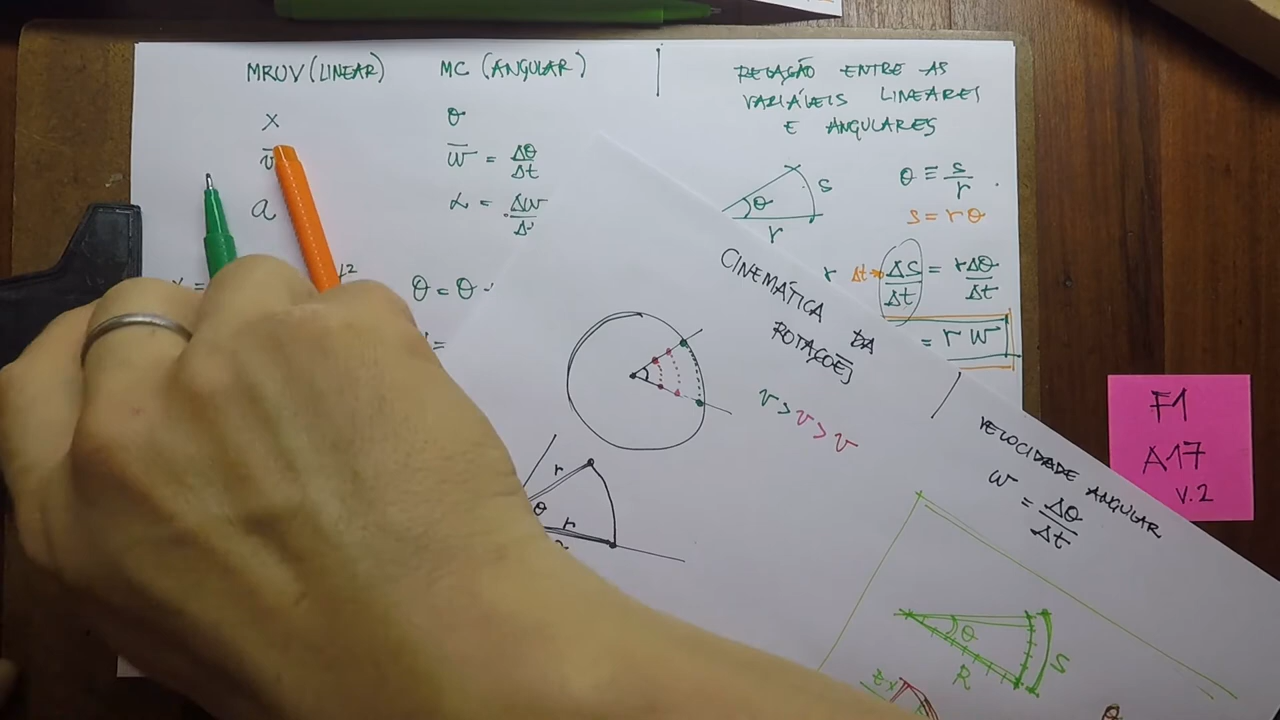 MRUV (LINEAR) MC (ANGULAR)
X θ
v̄ w̄ = Δθ/Δt
a α = Δw/Δt
θ = θ
RELAÇÃO ENTRE AS
VARIÁVEIS LINEARES
E ANGULARES
θ s
r
θ ≡ s/r
s = rθ
r Δt→ Δs/Δt = rΔθ/Δt
= r w
CINEMÁTICA DA
ROTAÇÕES
v > v > v
r
θ r
VELOCIDADE ANGULAR
w = Δθ/Δt
θ
R S
F1
A17
v.2